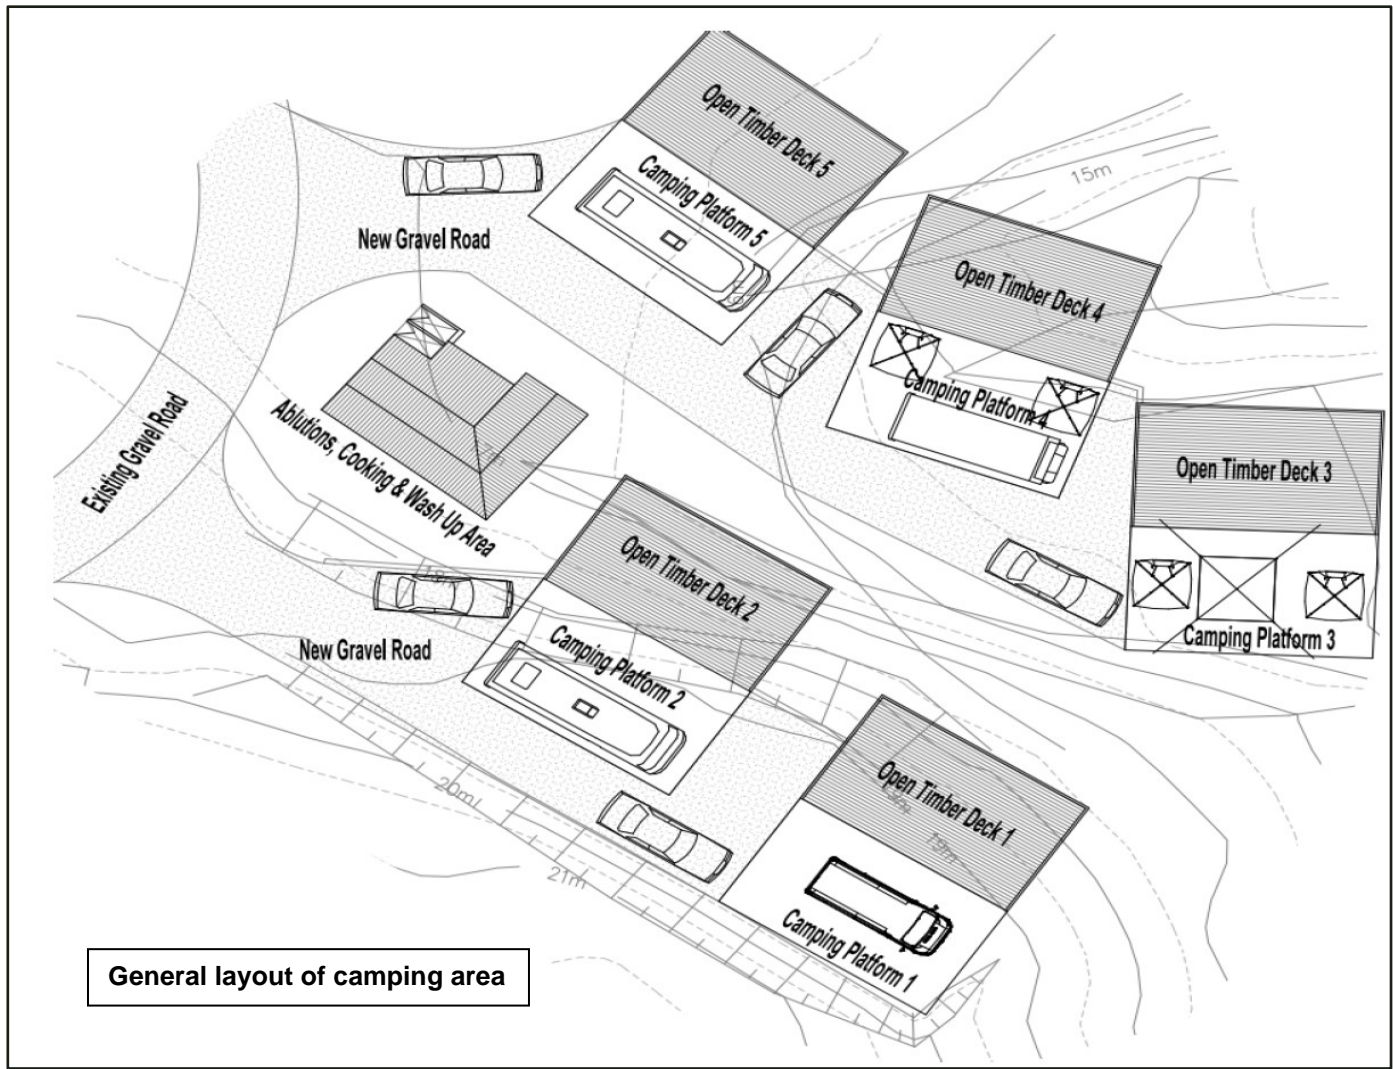 Open Timber Deck 5
Camping Platform 5
15m
New Gravel Road
Open Timber Deck 4
Camping Platform 4
Existing Gravel Road
Ablutions, Cooking & Wash Up Area
Open Timber Deck 3
Camping Platform 3
Open Timber Deck 2
Camping Platform 2
New Gravel Road
Open Timber Deck 1
Camping Platform 1
19m
20m
21m
General layout of camping area